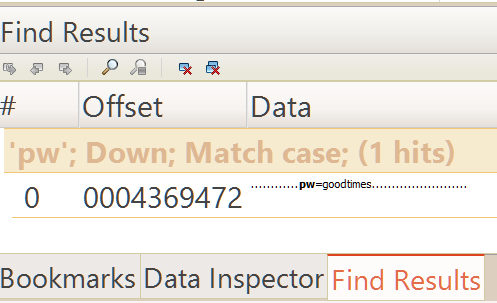 Find Results
# Offset Data
'pw'; Down; Match case; (1 hits)
0 0004369472 ............pw=goodtimes........................
Bookmarks Data Inspector Find Results